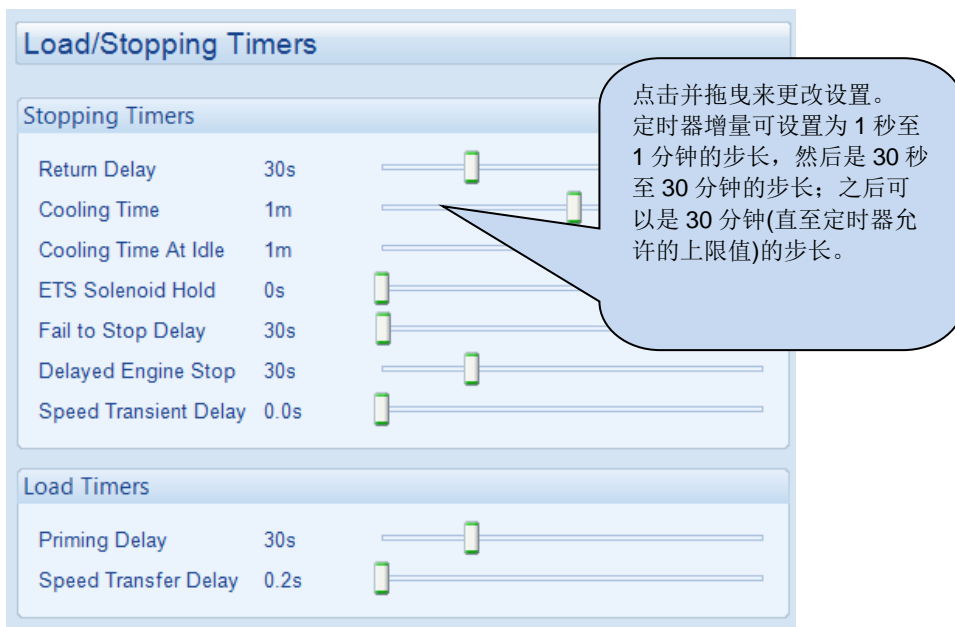 Load/Stopping Timers
点击并拖曳来更改设置。
定时器增量可设置为 1 秒至
1 分钟的步长，然后是 30 秒
至 30 分钟的步长；之后可
以是 30 分钟(直至定时器允
许的上限值)的步长。
Stopping Timers
Return Delay 30s
Cooling Time 1m
Cooling Time At Idle 1m
ETS Solenoid Hold 0s
Fail to Stop Delay 30s
Delayed Engine Stop 30s
Speed Transient Delay 0.0s
Load Timers
Priming Delay 30s
Speed Transfer Delay 0.2s